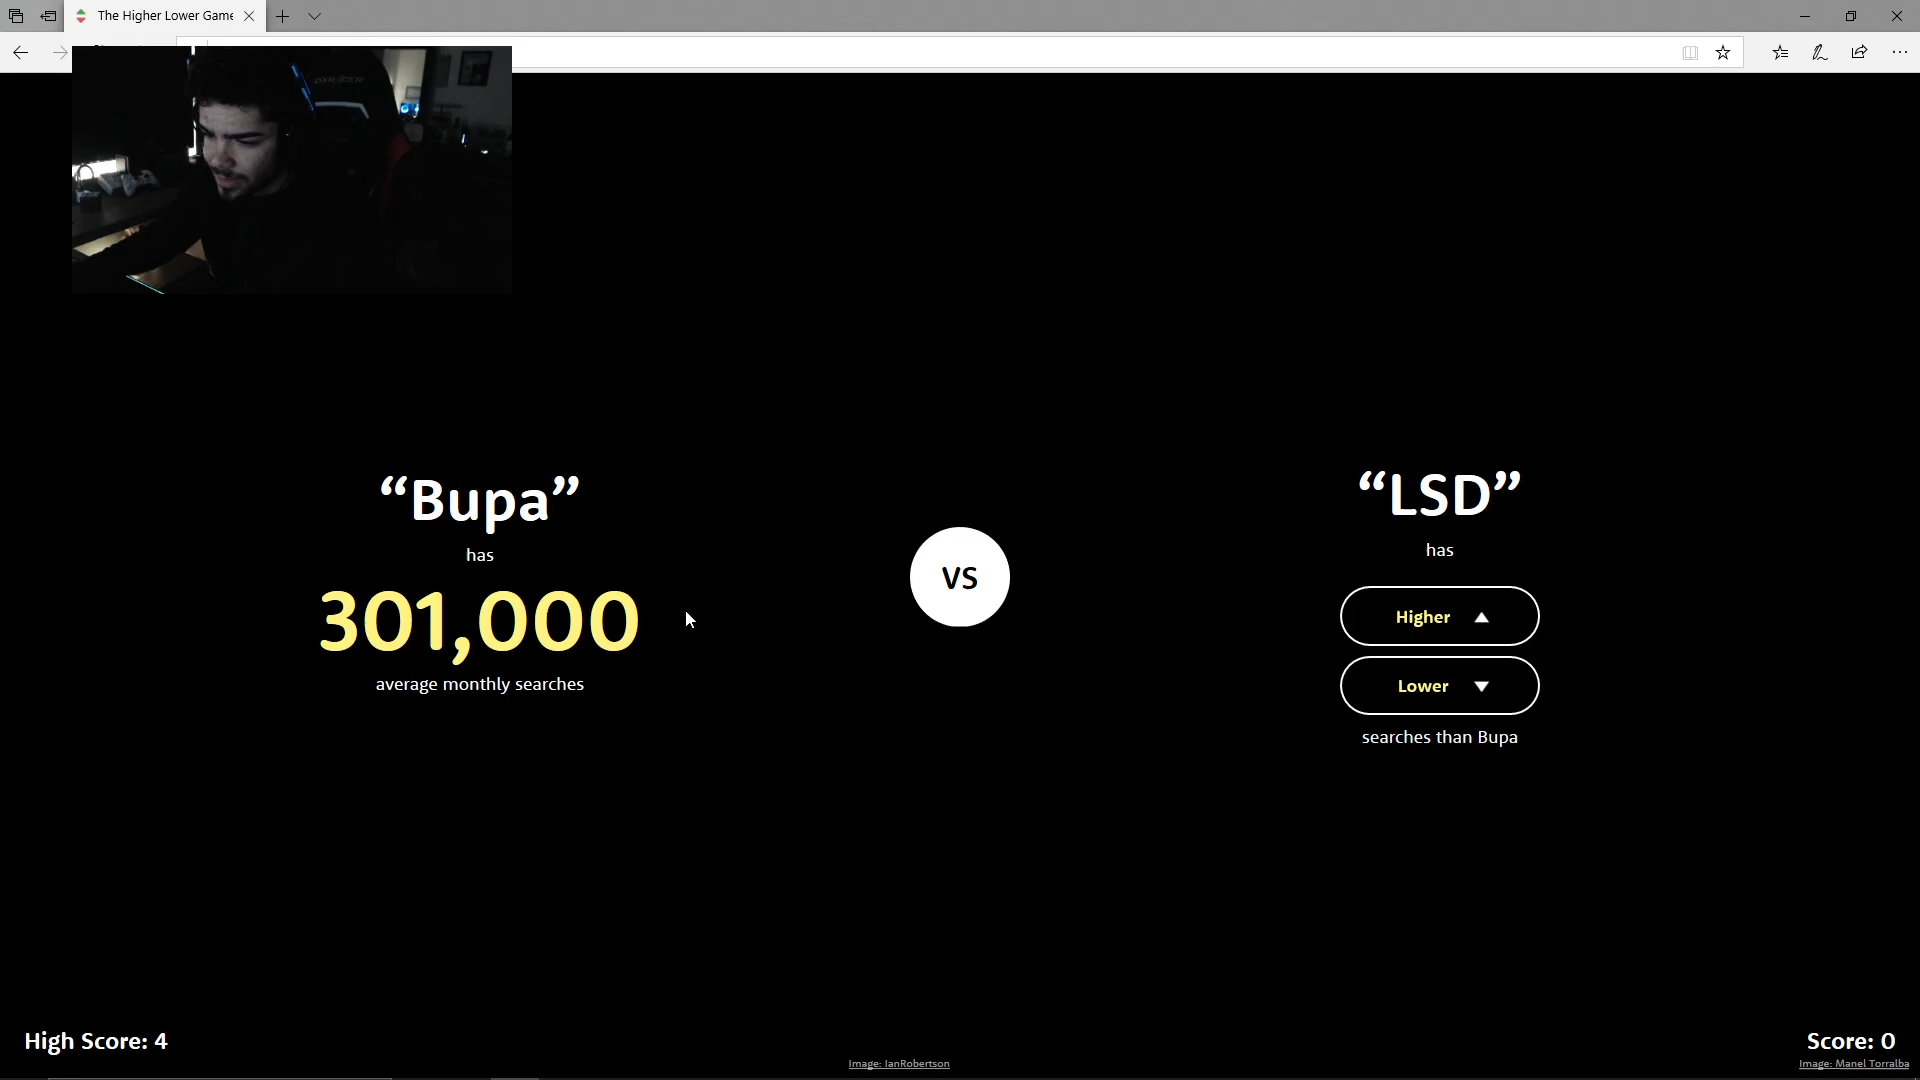 The Higher Lower Game
DXRACER
“Bupa”
has
301,000
average monthly searches
VS
“LSD”
has
Higher
Lower
searches than Bupa
High Score: 4
Score: 0
Image: IanRobertson
Image: Manel Torralba